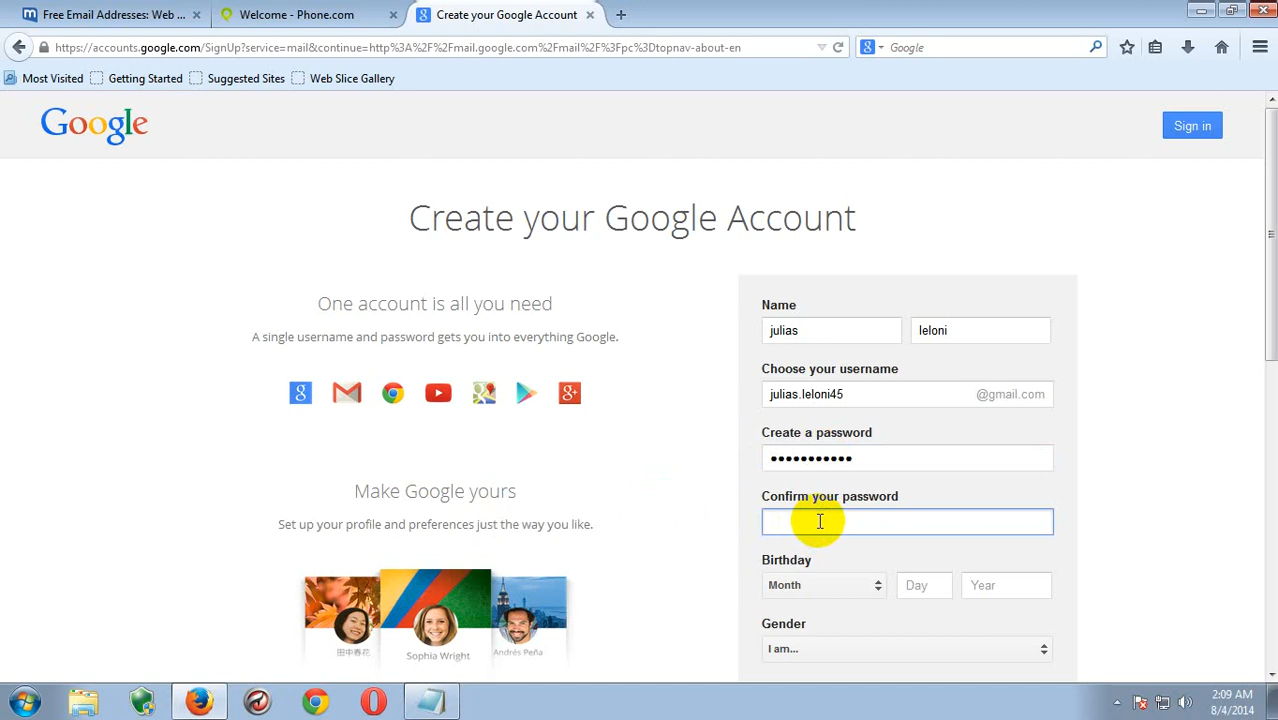 Free Email Addresses: Web ...
Welcome - Phone.com
Create your Google Account
https://accounts.google.com/SignUp?service=mail&continue=http%3A%2F%2Fmail.google.com%2Fmail%2F%3Fpc%3Dtopnav-about-en
Google
Most Visited
Getting Started
Suggested Sites
Web Slice Gallery
Google
Sign in
Create your Google Account
One account is all you need
A single username and password gets you into everything Google.
Make Google yours
Set up your profile and preferences just the way you like.
田中春花
Sophia Wright
Andrés Peña
Name
julias
leloni
Choose your username
julias.leloni45
@gmail.com
Create a password
•••••••••••
Confirm your password
Birthday
Month
Day
Year
Gender
I am...
2:09 AM
8/4/2014